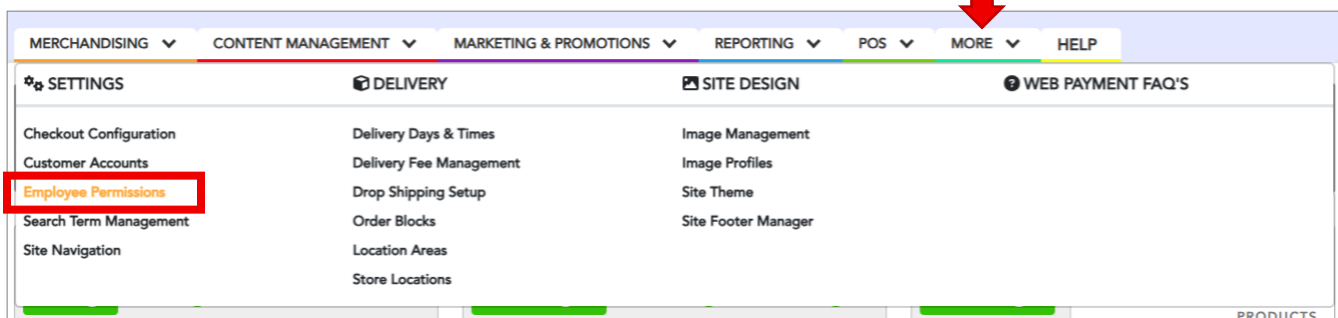 MERCHANDISING CONTENT MANAGEMENT MARKETING & PROMOTIONS REPORTING POS MORE HELP
SETTINGS DELIVERY SITE DESIGN WEB PAYMENT FAQ'S
Checkout Configuration Delivery Days & Times Image Management
Customer Accounts Delivery Fee Management Image Profiles
Employee Permissions Drop Shipping Setup Site Theme
Search Term Management Order Blocks Site Footer Manager
Site Navigation Location Areas
Store Locations
PRODUCTS